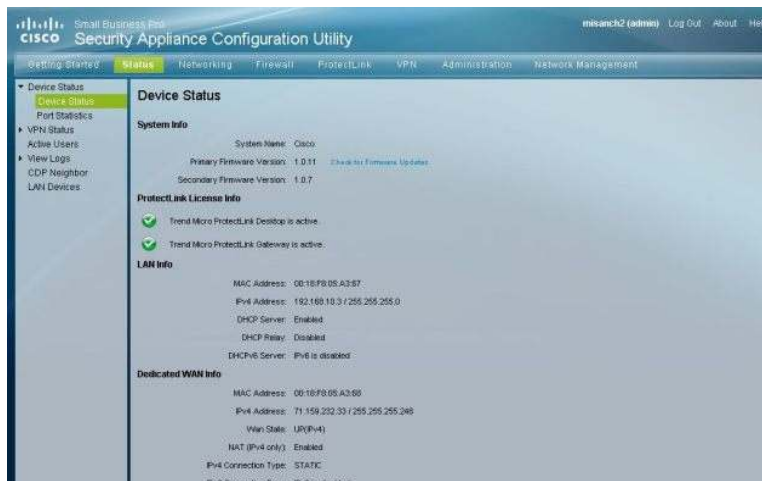 Small Business Pro
CISCO Security Appliance Configuration Utility
misanch2 (admin) Log Out About
Getting Started Status Networking Firewall ProtectLink VPN Administration Network Management
Device Status
Device Status
Port Statistics
VPN Status
Active Users
View Logs
CDP Neighbor
LAN Devices
Device Status
System Info
System Name: Cisco
Primary Firmware Version: 1.0.11 Check for Firmware Updates
Secondary Firmware Version: 1.0.7
ProtectLink License Info
Trend Micro ProtectLink Desktop is active.
Trend Micro ProtectLink Gateway is active.
LAN Info
MAC Address: 00:18:F8:05:A3:67
IPv4 Address: 192.168.10.3 / 255.255.255.0
DHCP Server: Enabled
DHCP Relay: Disabled
DHCPv6 Server: IPv6 is disabled
Dedicated WAN Info
MAC Address: 00:18:F8:05:A3:68
IPv4 Address: 71.159.232.33 / 255.255.255.248
Wan State: UP(IPv4)
NAT (IPv4 only): Enabled
IPv4 Connection Type: STATIC